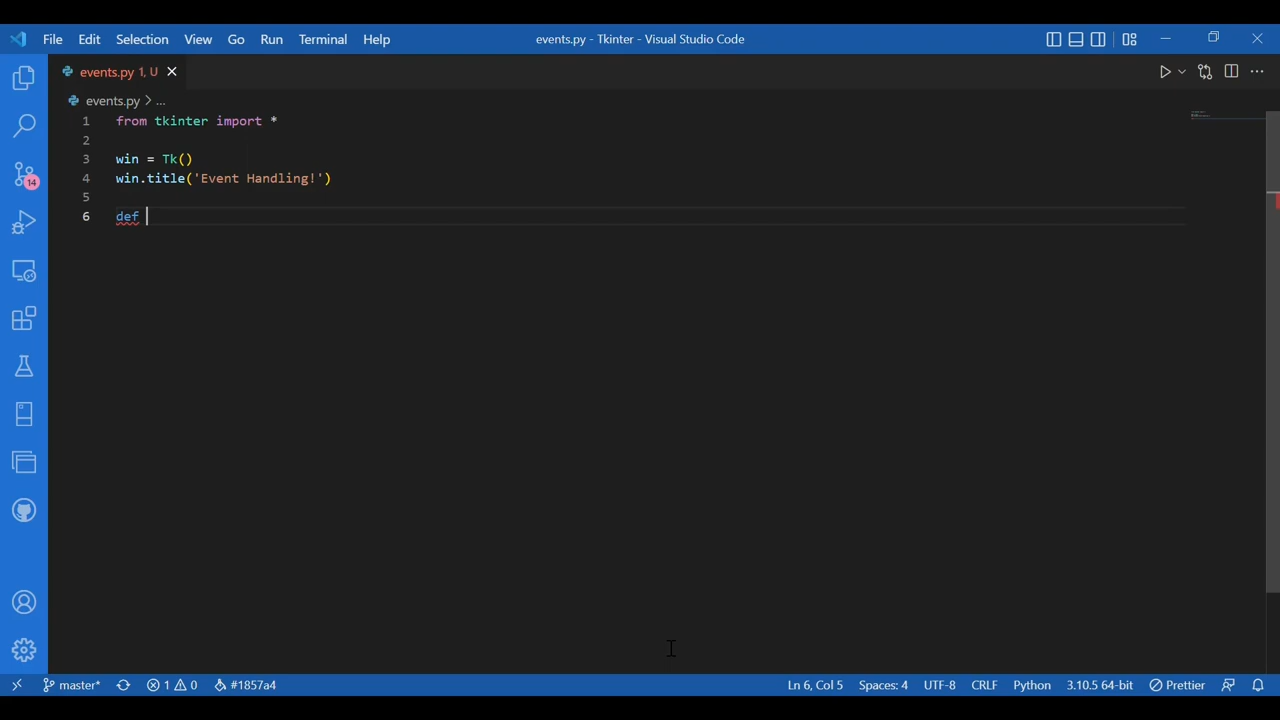 File Edit Selection View Go Run Terminal Help events.py - Tkinter - Visual Studio Code
events.py 1, U
events.py > ...
1 from tkinter import *
2
3 win = Tk()
4 win.title('Event Handling!')
5
6 def
14
master* 1 0 #1857a4 Ln 6, Col 5 Spaces: 4 UTF-8 CRLF Python 3.10.5 64-bit Prettier